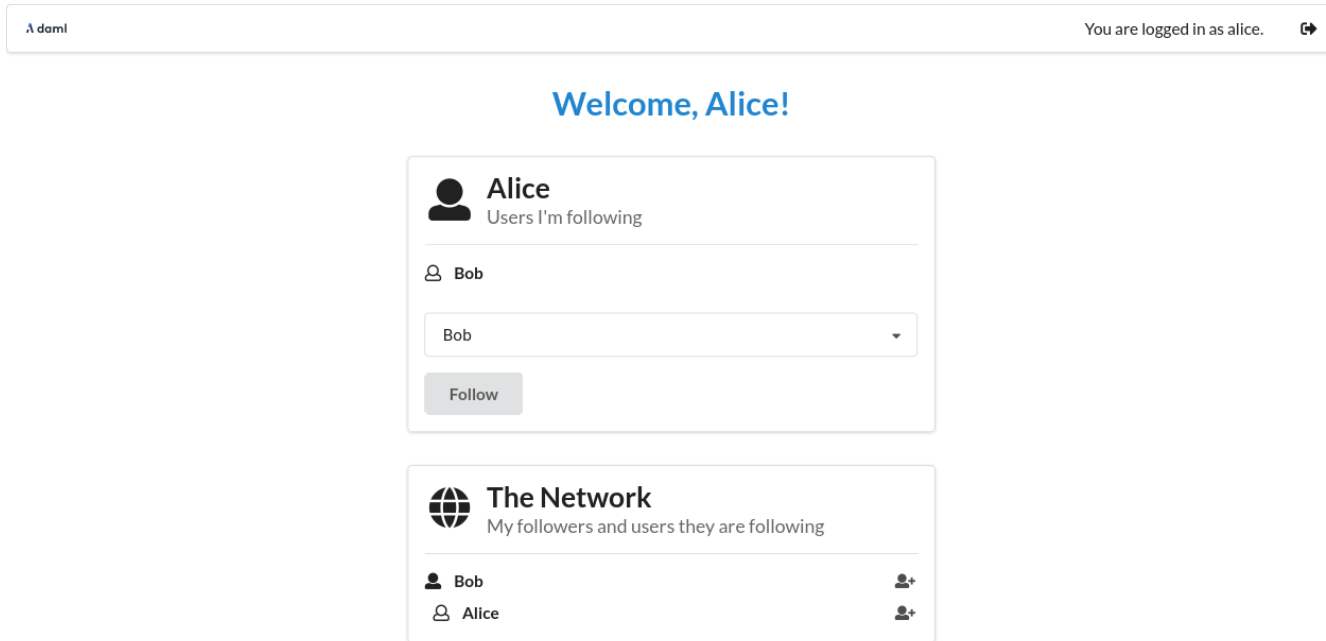 daml
You are logged in as alice.
Welcome, Alice!
Alice
Users I'm following
Bob
Bob
Follow
The Network
My followers and users they are following
Bob
Alice